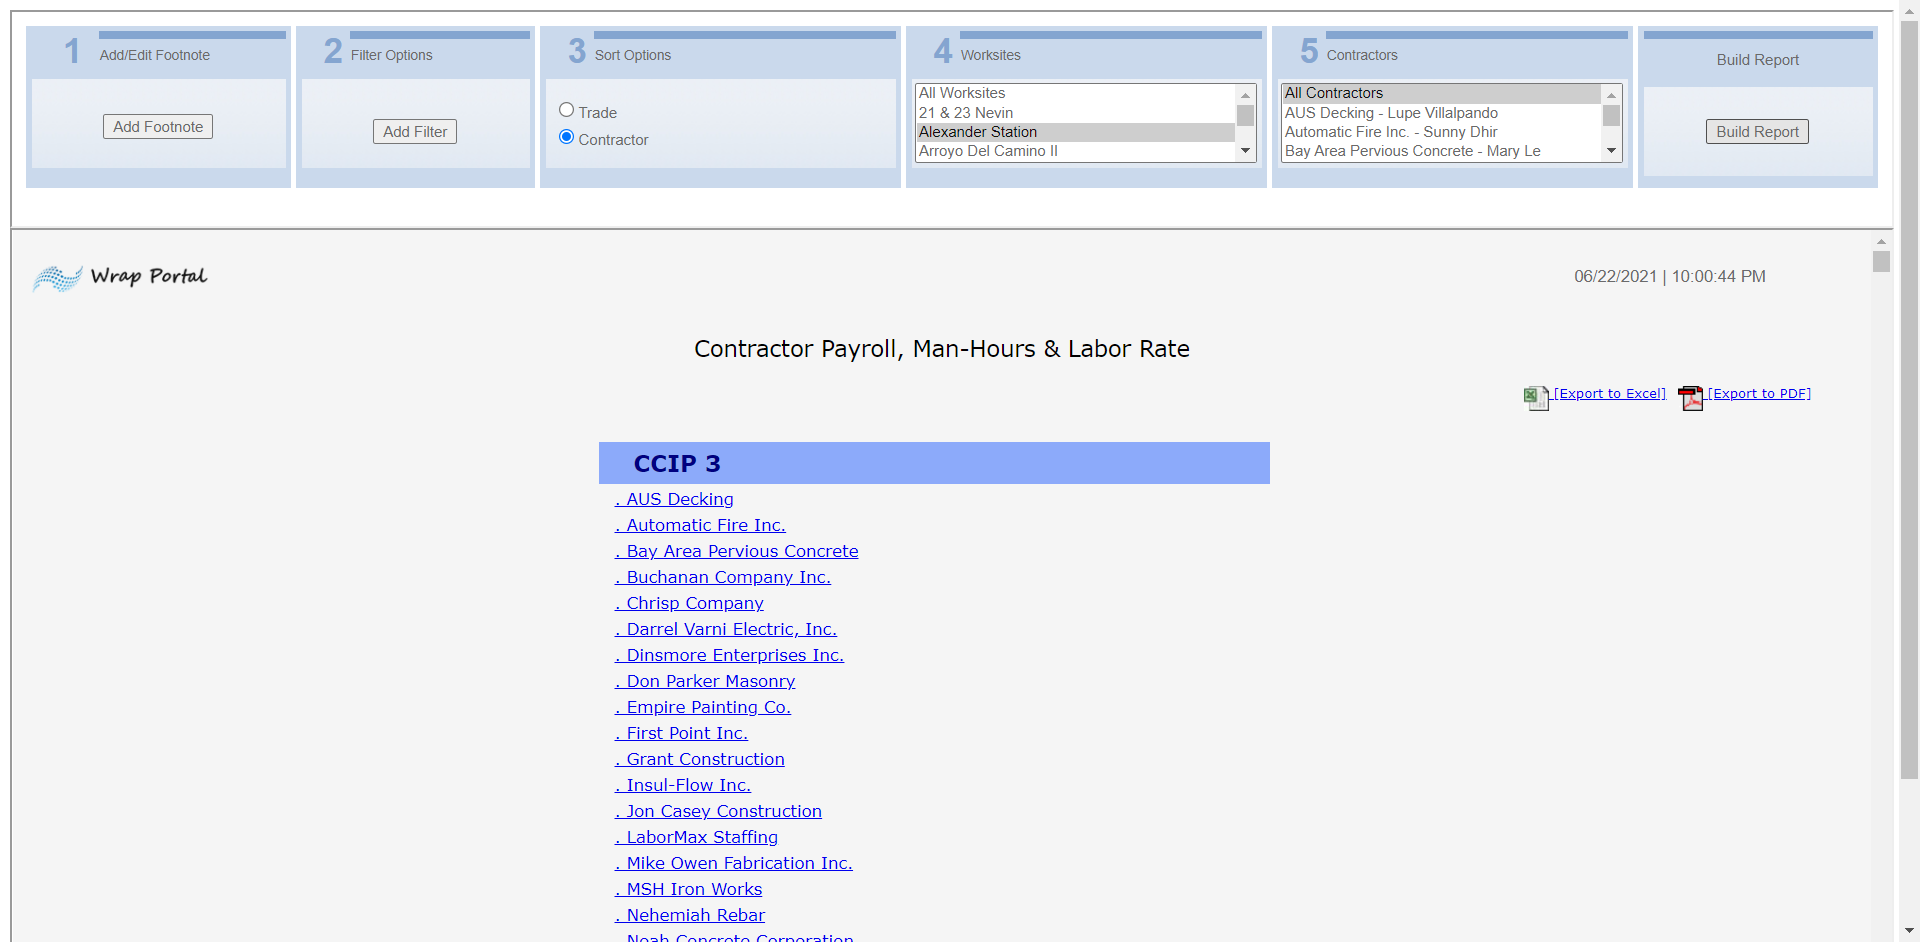 1 Add/Edit Footnote
Add Footnote
2 Filter Options
Add Filter
3 Sort Options
Trade
Contractor
4 Worksites
All Worksites
21 & 23 Nevin
Alexander Station
Arroyo Del Camino II
5 Contractors
All Contractors
AUS Decking - Lupe Villalpando
Automatic Fire Inc. - Sunny Dhir
Bay Area Pervious Concrete - Mary Le
Build Report
Build Report
Wrap Portal
06/22/2021 | 10:00:44 PM
Contractor Payroll, Man-Hours & Labor Rate
[Export to Excel] [Export to PDF]
CCIP 3
. AUS Decking
. Automatic Fire Inc.
. Bay Area Pervious Concrete
. Buchanan Company Inc.
. Chrisp Company
. Darrel Varni Electric, Inc.
. Dinsmore Enterprises Inc.
. Don Parker Masonry
. Empire Painting Co.
. First Point Inc.
. Grant Construction
. Insul-Flow Inc.
. Jon Casey Construction
. LaborMax Staffing
. Mike Owen Fabrication Inc.
. MSH Iron Works
. Nehemiah Rebar
. Noah Concrete Corporation